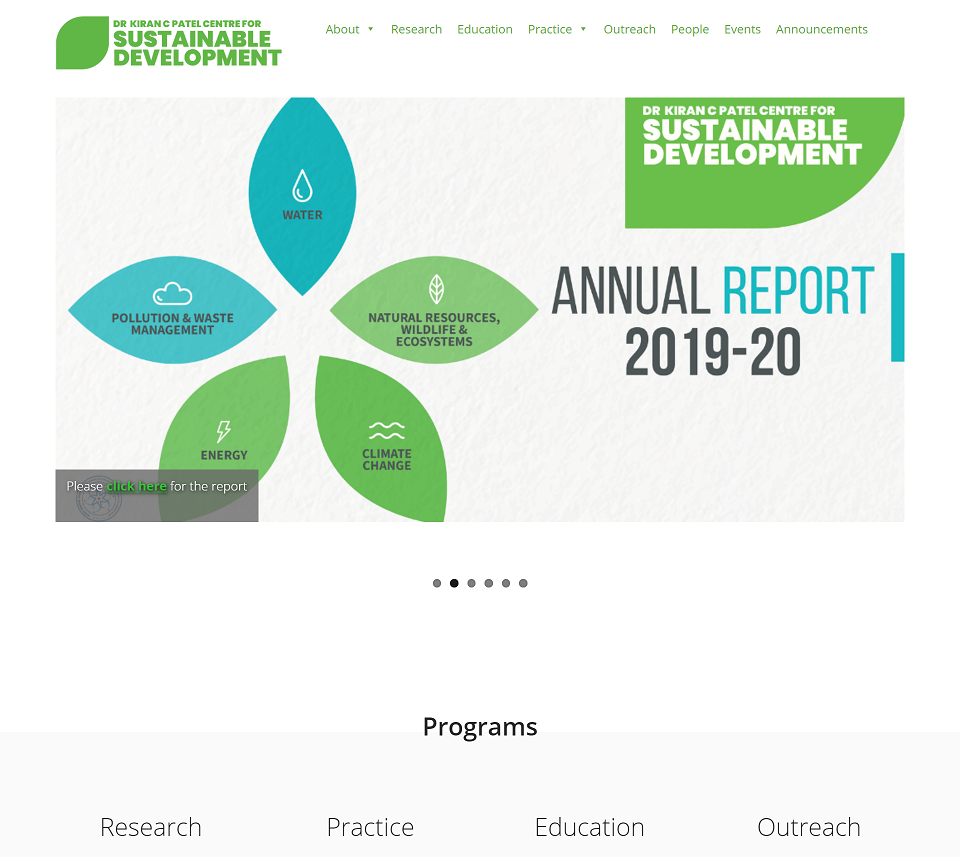 DR KIRAN C PATEL CENTRE FOR
SUSTAINABLE
DEVELOPMENT
About
Research
Education
Practice
Outreach
People
Events
Announcements
DR KIRAN C PATEL CENTRE FOR
SUSTAINABLE
DEVELOPMENT
WATER
POLLUTION & WASTE
MANAGEMENT
NATURAL RESOURCES,
WILDLIFE &
ECOSYSTEMS
ANNUAL REPORT
2019-20
ENERGY
CLIMATE
CHANGE
Please click here for the report
Programs
Research
Practice
Education
Outreach